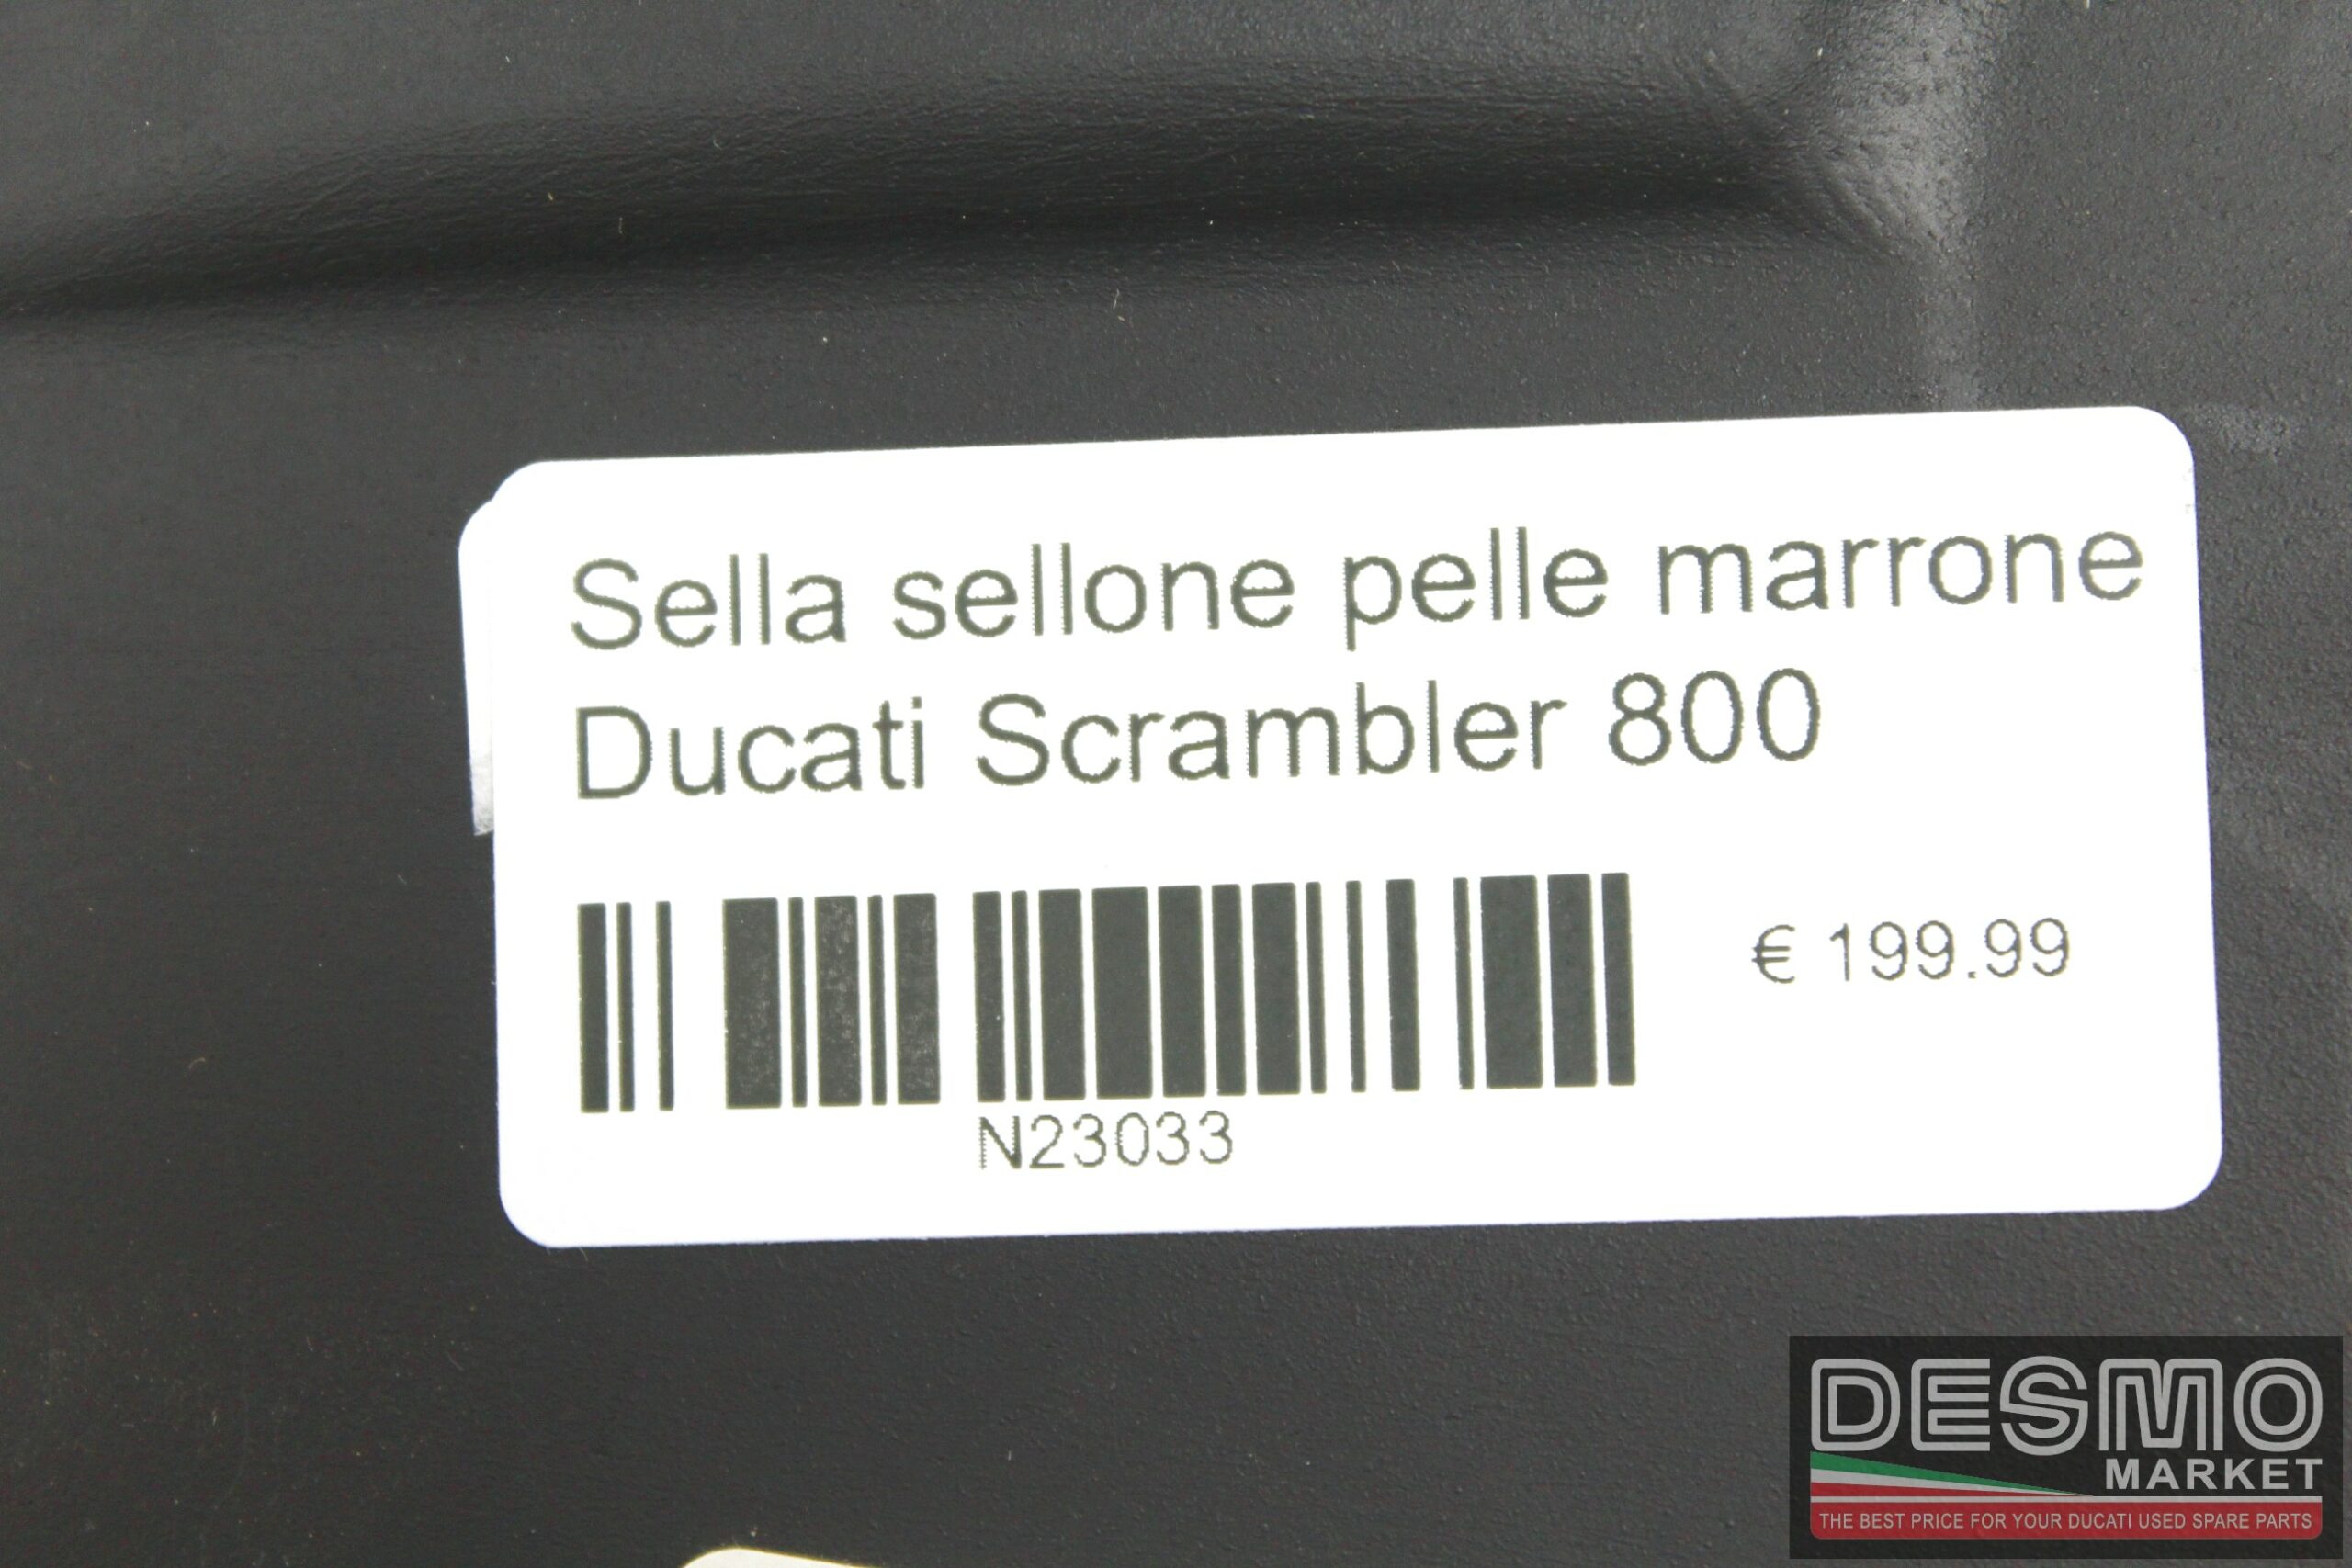 Sella sellone pelle marrone
Ducati Scrambler 800
€ 199.99
N23033
DESMO
MARKET
THE BEST PRICE FOR YOUR DUCATI USED SPARE PARTS